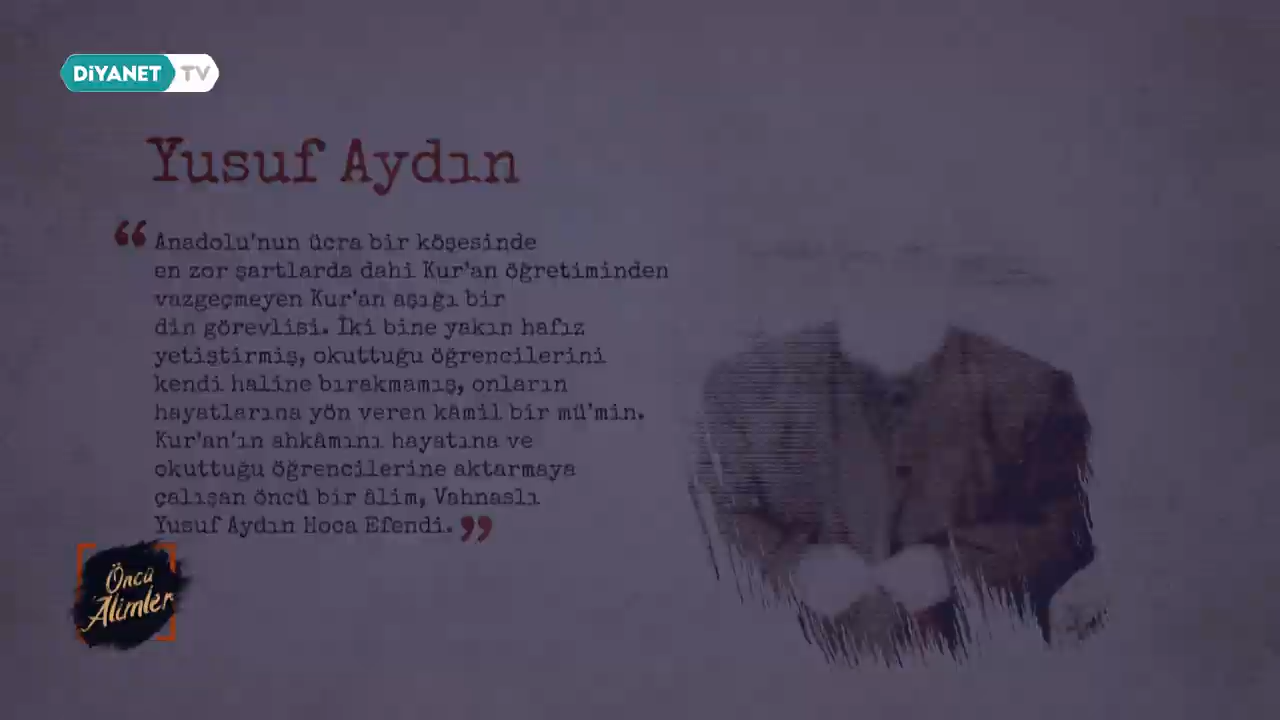 DİYANET TV
Yusuf Aydın
“Anadolu'nun ücra bir köşesinde
en zor şartlarda dahi Kur'an öğretiminden
vazgeçmeyen Kur'an aşığı bir
din görevlisi. İki bine yakın hafız
yetiştirmiş, okuttuğu öğrencilerini
kendi haline bırakmamış, onların
hayatlarına yön veren kâmil bir mü'min.
Kur'an'ın ahkâmını hayatına ve
okuttuğu öğrencilerine aktarmaya
çalışan öncü bir âlim, Vahnaslı
Yusuf Aydın Hoca Efendi.”
Öncü
Alimler